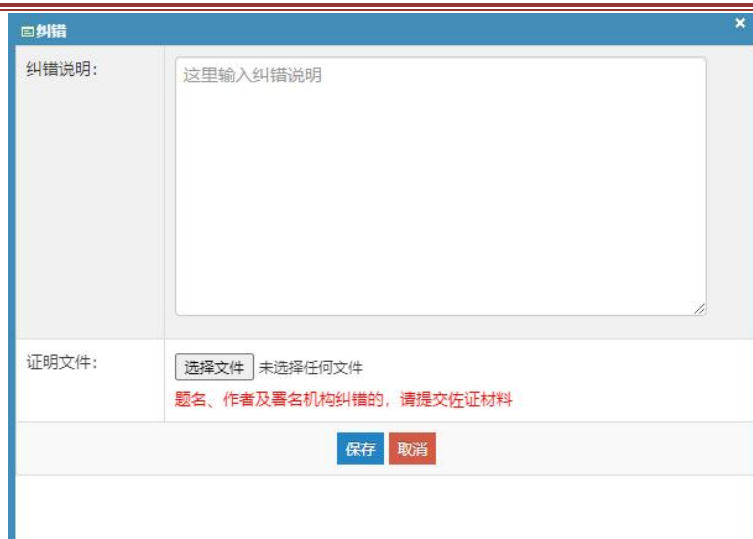 纠错
×
纠错说明：
这里输入纠错说明
证明文件：
选择文件 未选择任何文件
题名、作者及署名机构纠错的，请提交佐证材料
保存 取消